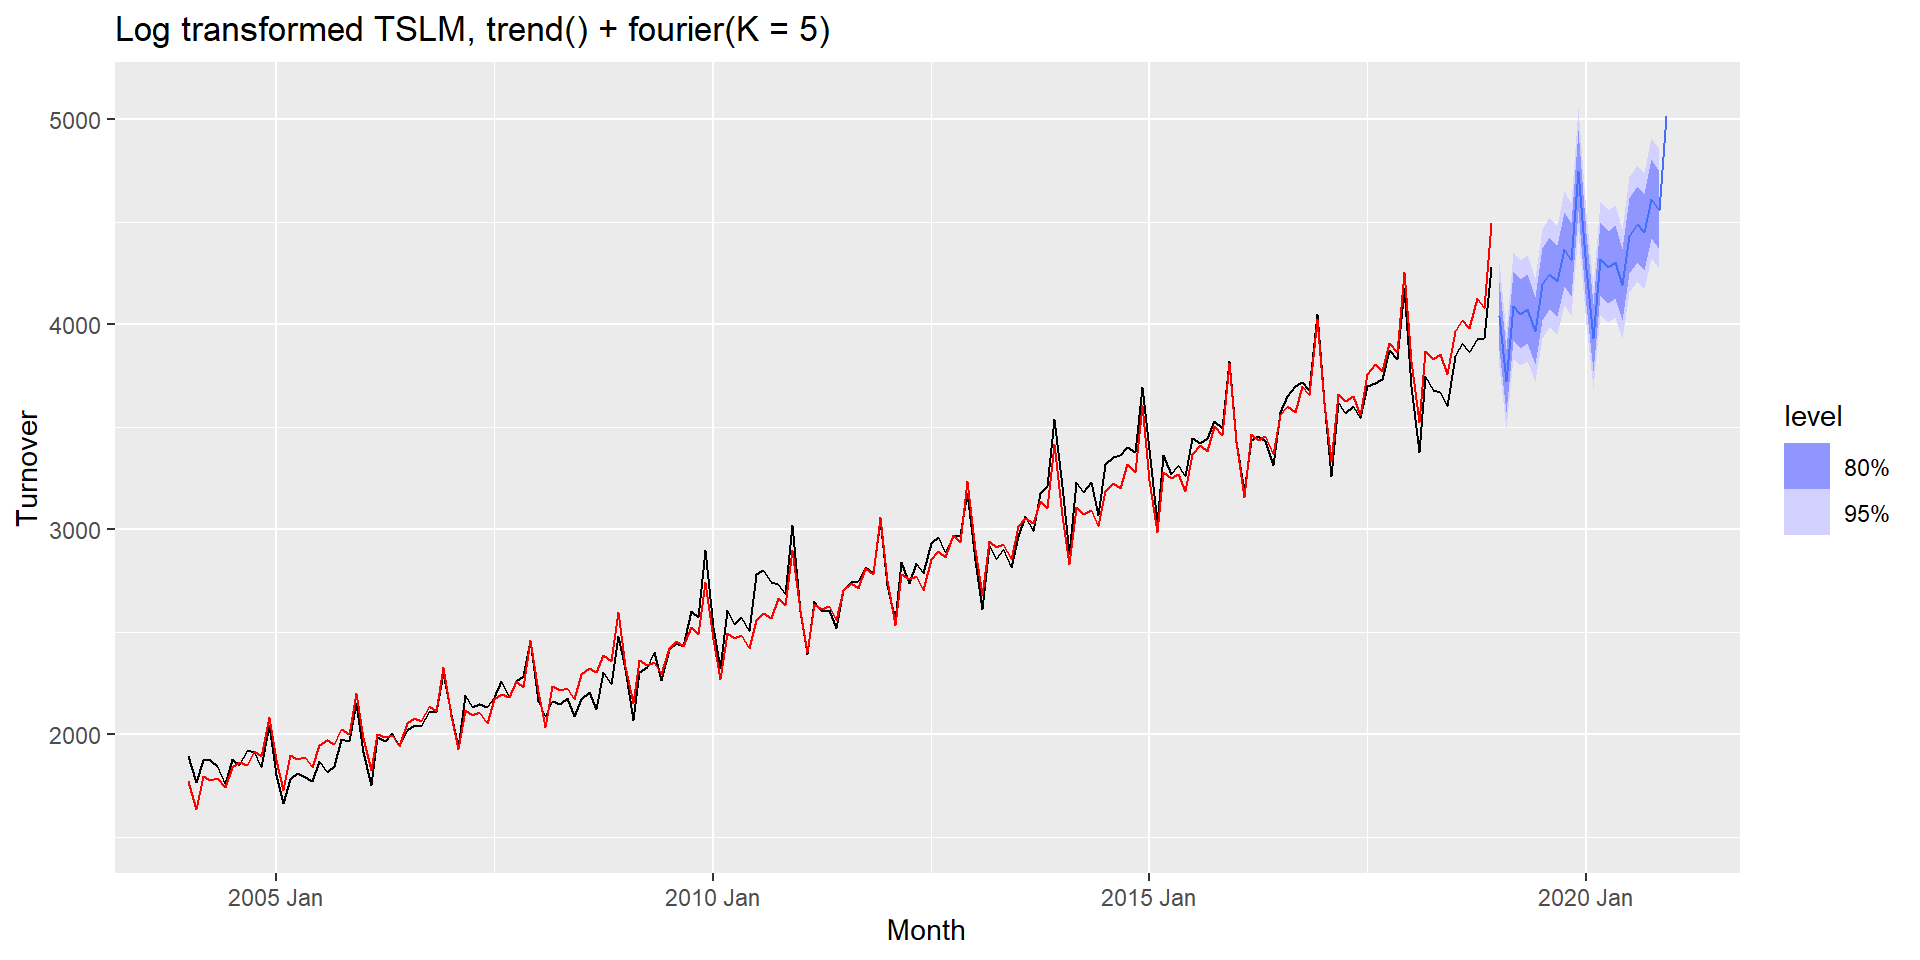 Log transformed TSLM, trend() + fourier(K = 5)
5000
4000
3000
2000
Turnover
2005 Jan
2010 Jan
2015 Jan
2020 Jan
Month
level
80%
95%